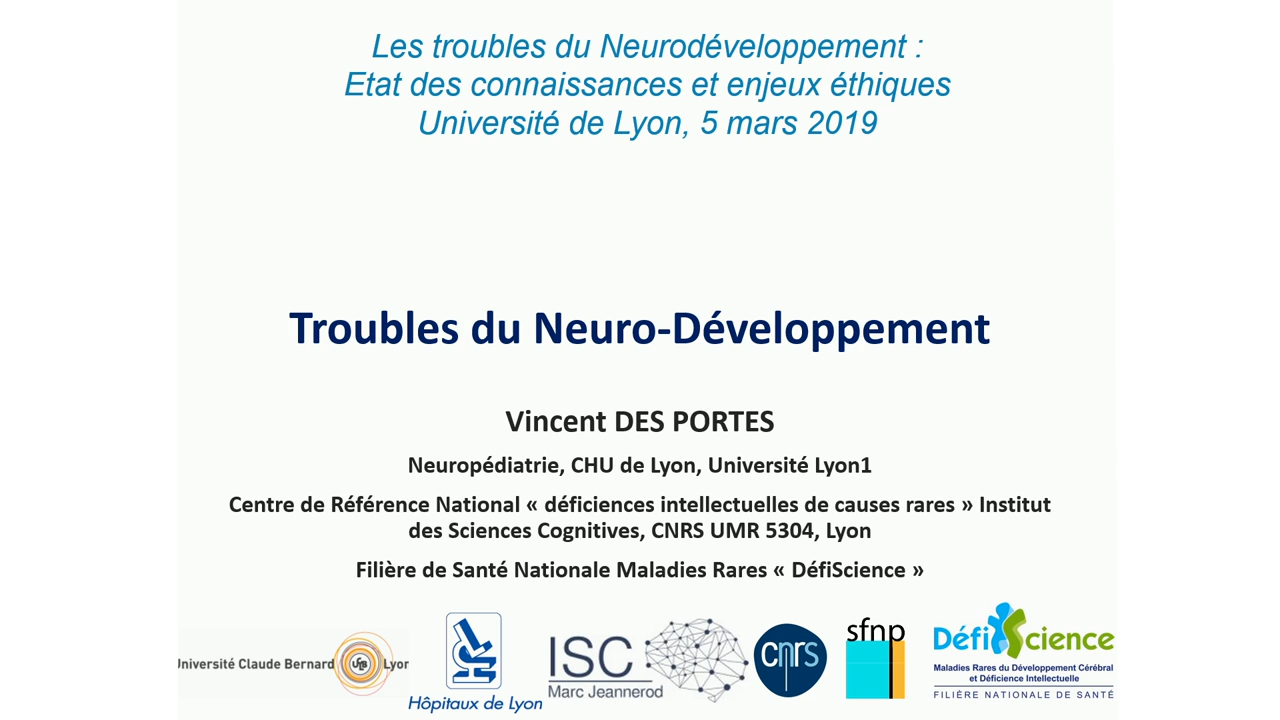 Les troubles du Neurodéveloppement :
Etat des connaissances et enjeux éthiques
Université de Lyon, 5 mars 2019
Troubles du Neuro-Développement
Vincent DES PORTES
Neuropédiatrie, CHU de Lyon, Université Lyon1
Centre de Référence National « déficiences intellectuelles de causes rares » Institut
des Sciences Cognitives, CNRS UMR 5304, Lyon
Filière de Santé Nationale Maladies Rares « DéfiScience »
Université Claude Bernard UCB Lyon
Hôpitaux de Lyon
ISC
Marc Jeannerod
cnrs
sfnp
DéfiScience
Maladies Rares du Développement Cérébral
et Déficience Intellectuelle
FILIÈRE NATIONALE DE SANTÉ